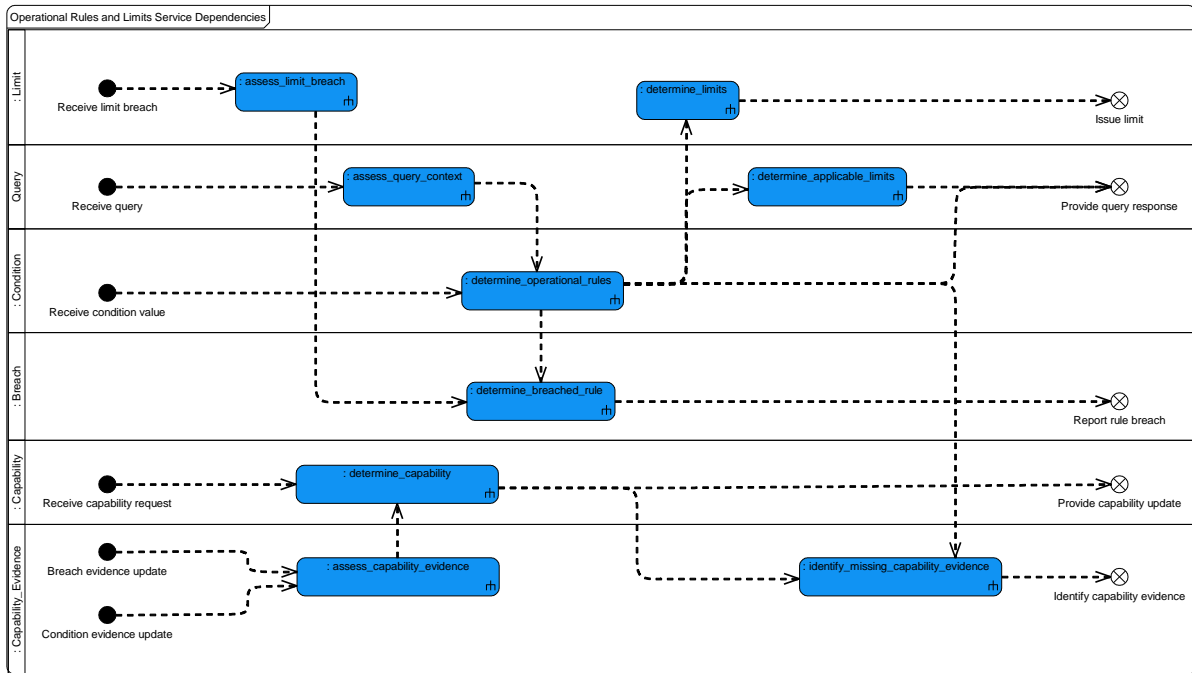 Operational Rules and Limits Service Dependencies
: Limit
: assess_limit_breach
: determine_limits
Receive limit breach
Issue limit
Query
: assess_query_context
: determine_applicable_limits
Receive query
Provide query response
: Condition
: determine_operational_rules
Receive condition value
: Breach
: determine_breached_rule
Report rule breach
: Capability
: determine_capability
Receive capability request
Provide capability update
: Capability_Evidence
Breach evidence update
: assess_capability_evidence
: identify_missing_capability_evidence
Identify capability evidence
Condition evidence update